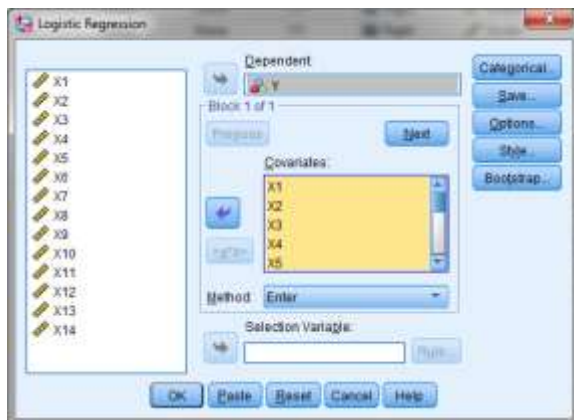 Logistic Regression
X1
X2
X3
X4
X5
X6
X7
X8
X9
X10
X11
X12
X13
X14
Dependent:
Y
Block 1 of 1
Previous
Next
Covariates:
X1
X2
X3
X4
X5
>a*b>
Method: Enter
Selection Variable:
Rule...
Categorical...
Save...
Options...
Style...
Bootstrap...
OK
Paste
Reset
Cancel
Help